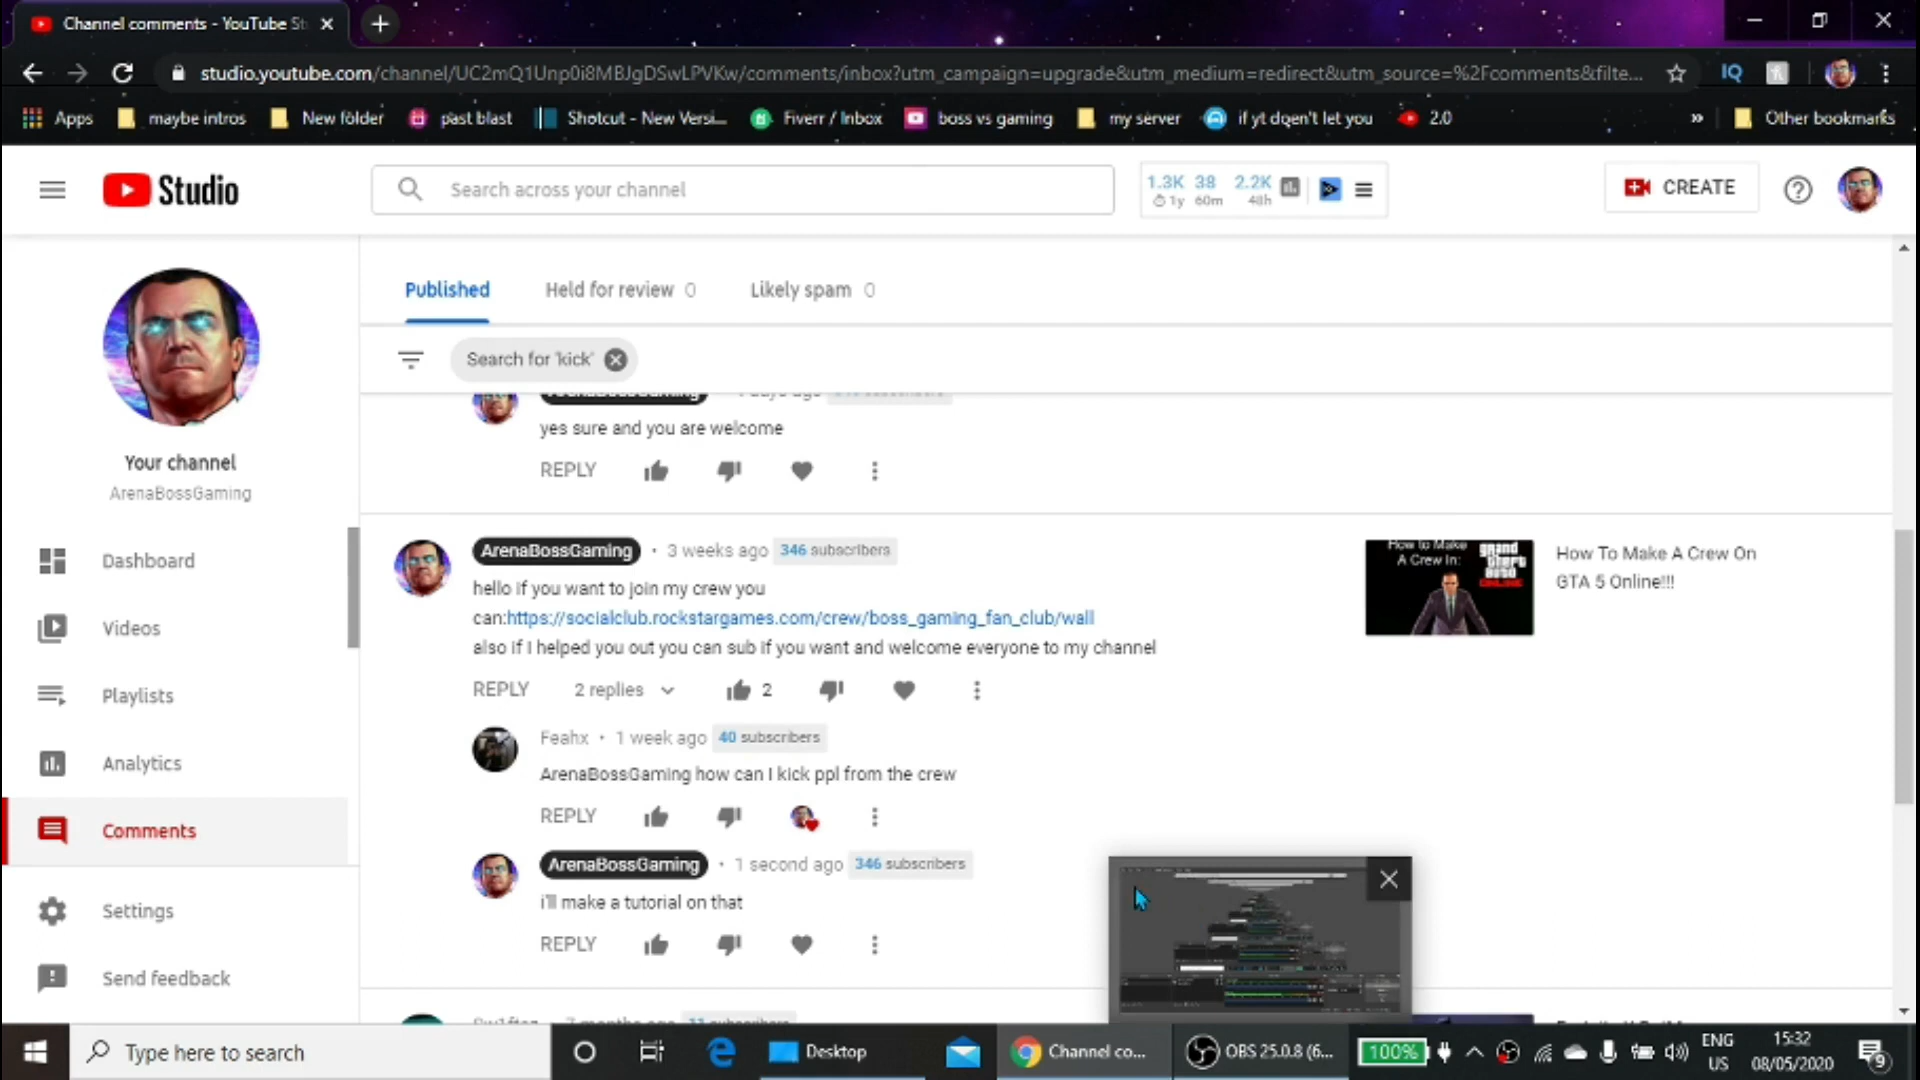 Channel comments - YouTube St
studio.youtube.com/channel/UC2mQ1Unp0i8MBJgDSwLPVKw/comments/inbox?utm_campaign=upgrade&utm_medium=redirect&utm_source=%2Fcomments&filte...
IQ
Apps
maybe intros
New folder
past blast
Shotcut - New Versi...
Fiverr / Inbox
boss vs gaming
my server
if yt doen't let you
2.0
»
Other bookmarks
Studio
Search across your channel
1.3K 38 2.2K
1y 60m 48h
CREATE
Your channel
ArenaBossGaming
Dashboard
Videos
Playlists
Analytics
Comments
Settings
Send feedback
Published
Held for review 0
Likely spam 0
Search for 'kick'
yes sure and you are welcome
REPLY
ArenaBossGaming • 3 weeks ago 346 subscribers
hello if you want to join my crew you
can:https://socialclub.rockstargames.com/crew/boss_gaming_fan_club/wall
also if I helped you out you can sub if you want and welcome everyone to my channel
REPLY 2 replies 2
How to Make
A Crew In:
grand
theft
auto
ONLINE
How To Make A Crew On
GTA 5 Online!!!
Feahx • 1 week ago 40 subscribers
ArenaBossGaming how can I kick ppl from the crew
REPLY
ArenaBossGaming • 1 second ago 346 subscribers
i'll make a tutorial on that
REPLY
Type here to search
Desktop
Channel co...
OBS 25.0.8 (6...
100%
ENG
US
15:32
08/05/2020
9